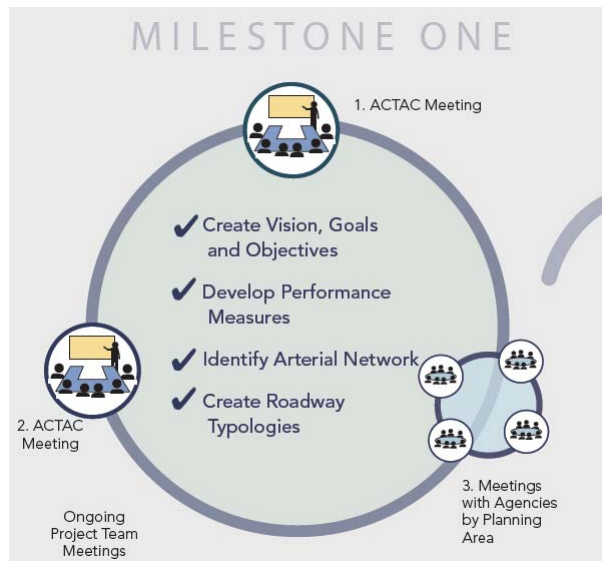 MILESTONE ONE
1. ACTAC Meeting
✔ Create Vision, Goals
and Objectives
✔ Develop Performance
Measures
✔ Identify Arterial Network
✔ Create Roadway
Typologies
2. ACTAC
Meeting
3. Meetings
with Agencies
by Planning
Area
Ongoing
Project Team
Meetings